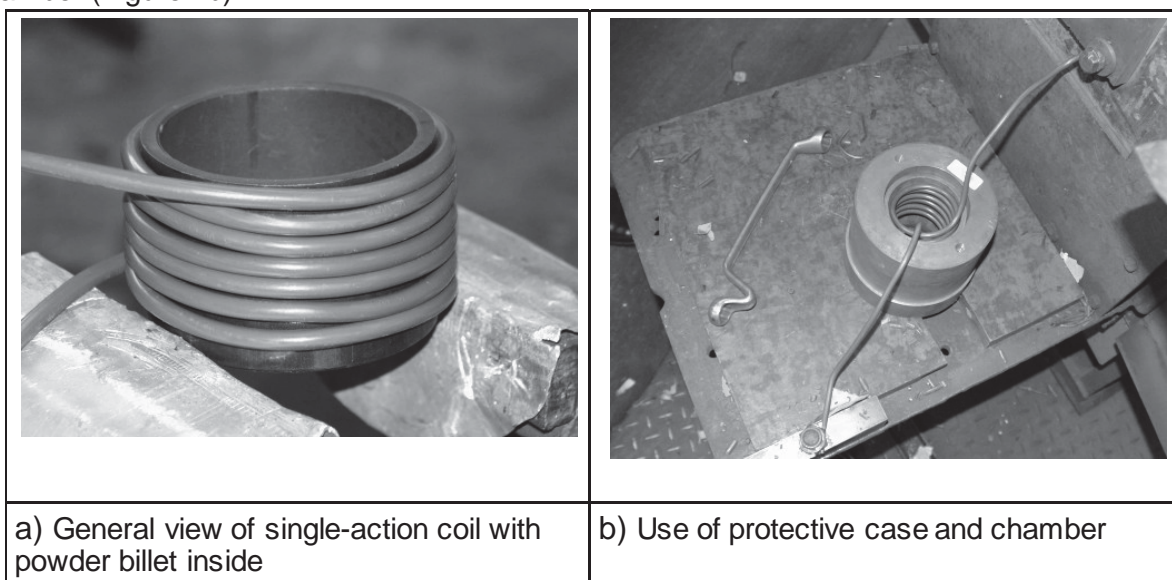 a) General view of single-action coil with
powder billet inside
b) Use of protective case and chamber